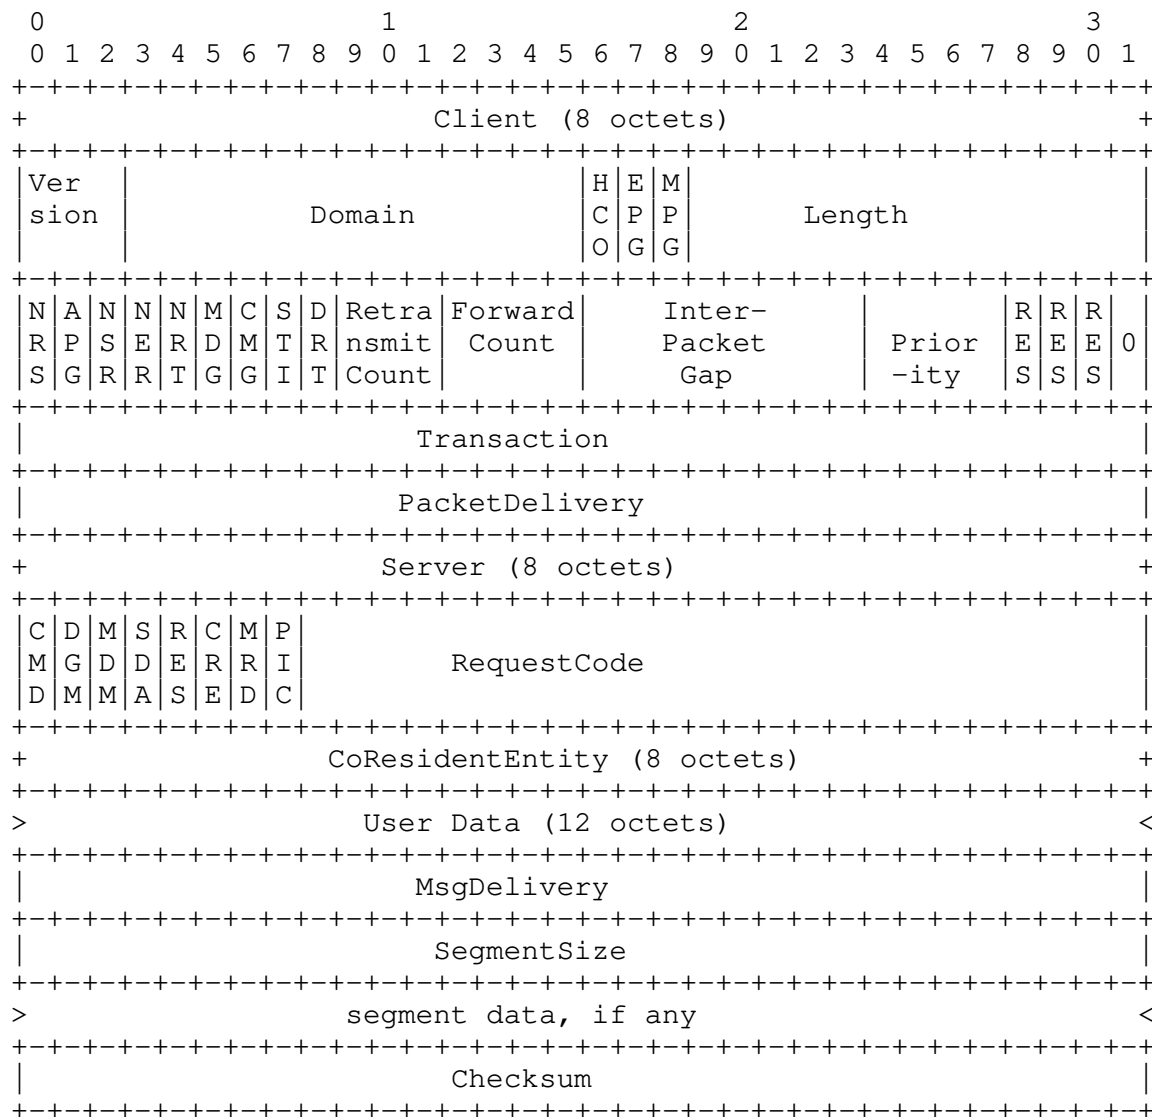 0                   1                   2                   3
 0 1 2 3 4 5 6 7 8 9 0 1 2 3 4 5 6 7 8 9 0 1 2 3 4 5 6 7 8 9 0 1
+-+-+-+-+-+-+-+-+-+-+-+-+-+-+-+-+-+-+-+-+-+-+-+-+-+-+-+-+-+-+-+-+
+                       Client (8 octets)                       +
+-+-+-+-+-+-+-+-+-+-+-+-+-+-+-+-+-+-+-+-+-+-+-+-+-+-+-+-+-+-+-+-+
|Ver  |                         |H|E|M|                         |
|sion |          Domain         |C|P|P|      Length             |
|     |                         |O|G|G|                         |
+-+-+-+-+-+-+-+-+-+-+-+-+-+-+-+-+-+-+-+-+-+-+-+-+-+-+-+-+-+-+-+-+
|N|A|N|N|N|M|C|S|D|Retra|Forward|    Inter-     |       |R|R|R| |
|R|P|S|E|R|D|M|T|R|nsmit| Count |    Packet     | Prior |E|E|E|0|
|S|G|R|R|T|G|G|I|T|Count|       |     Gap       | -ity  |S|S|S| |
+-+-+-+-+-+-+-+-+-+-+-+-+-+-+-+-+-+-+-+-+-+-+-+-+-+-+-+-+-+-+-+-+
|                      Transaction                              |
+-+-+-+-+-+-+-+-+-+-+-+-+-+-+-+-+-+-+-+-+-+-+-+-+-+-+-+-+-+-+-+-+
|                     PacketDelivery                            |
+-+-+-+-+-+-+-+-+-+-+-+-+-+-+-+-+-+-+-+-+-+-+-+-+-+-+-+-+-+-+-+-+
+                    Server (8 octets)                          +
+-+-+-+-+-+-+-+-+-+-+-+-+-+-+-+-+-+-+-+-+-+-+-+-+-+-+-+-+-+-+-+-+
|C|D|M|S|R|C|M|P|                                               |
|M|G|D|D|E|R|R|I|        RequestCode                            |
|D|M|M|A|S|E|D|C|                                               |
+-+-+-+-+-+-+-+-+-+-+-+-+-+-+-+-+-+-+-+-+-+-+-+-+-+-+-+-+-+-+-+-+
+                 CoResidentEntity (8 octets)                   +
+-+-+-+-+-+-+-+-+-+-+-+-+-+-+-+-+-+-+-+-+-+-+-+-+-+-+-+-+-+-+-+-+
>                   User Data (12 octets)                       <
+-+-+-+-+-+-+-+-+-+-+-+-+-+-+-+-+-+-+-+-+-+-+-+-+-+-+-+-+-+-+-+-+
|                      MsgDelivery                              |
+-+-+-+-+-+-+-+-+-+-+-+-+-+-+-+-+-+-+-+-+-+-+-+-+-+-+-+-+-+-+-+-+
|                       SegmentSize                             |
+-+-+-+-+-+-+-+-+-+-+-+-+-+-+-+-+-+-+-+-+-+-+-+-+-+-+-+-+-+-+-+-+
>                  segment data, if any                         <
+-+-+-+-+-+-+-+-+-+-+-+-+-+-+-+-+-+-+-+-+-+-+-+-+-+-+-+-+-+-+-+-+
|                        Checksum                               |
+-+-+-+-+-+-+-+-+-+-+-+-+-+-+-+-+-+-+-+-+-+-+-+-+-+-+-+-+-+-+-+-+